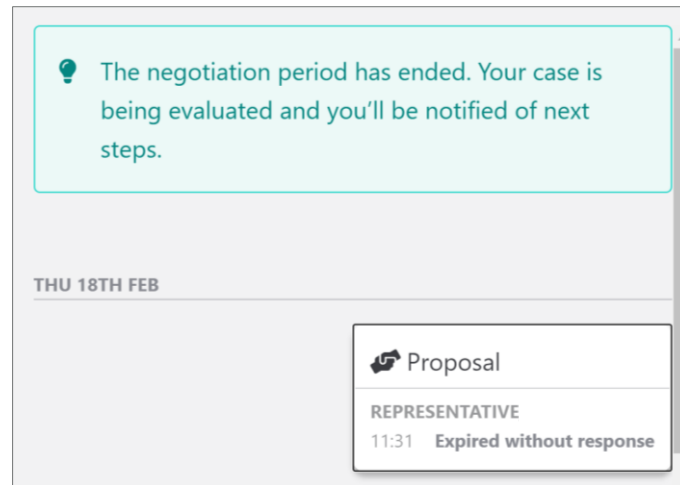 The negotiation period has ended. Your case is
being evaluated and you’ll be notified of next
steps.
THU 18TH FEB
Proposal
REPRESENTATIVE
11:31 Expired without response